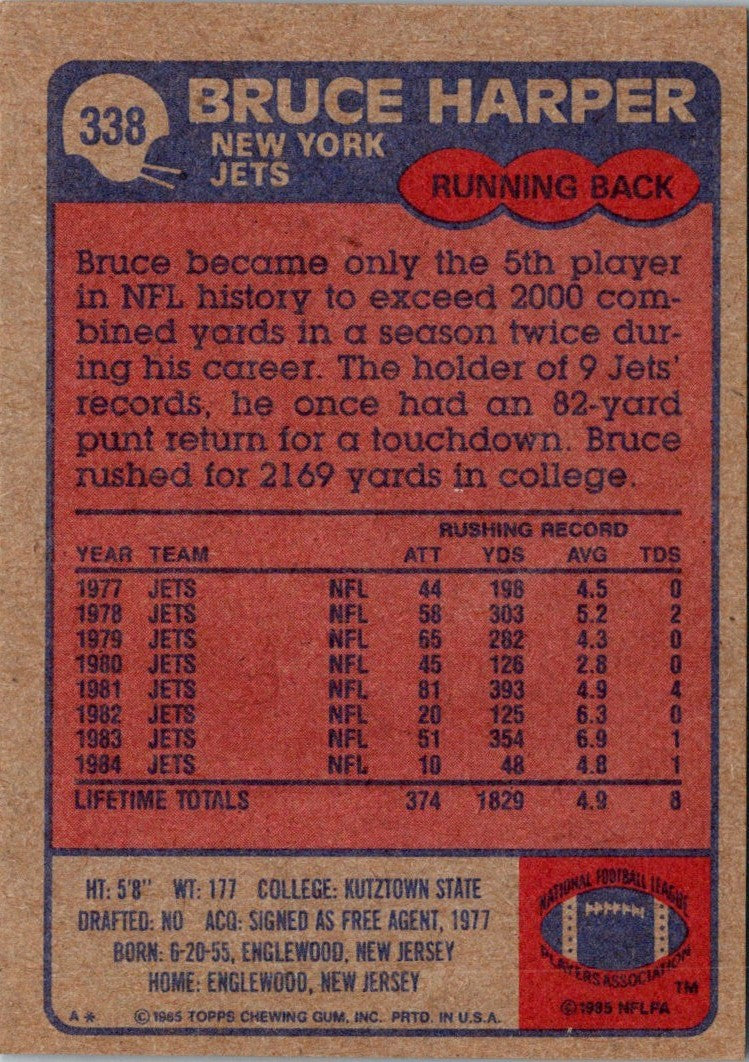 338
BRUCE HARPER
NEW YORK
JETS
RUNNING BACK
Bruce became only the 5th player
in NFL history to exceed 2000 com-
bined yards in a season twice dur-
ing his career. The holder of 9 Jets'
records, he once had an 82-yard
punt return for a touchdown. Bruce
rushed for 2169 yards in college.
RUSHING RECORD
YEAR TEAM ATT YDS AVG TDS
1977 JETS NFL 44 198 4.5 0
1978 JETS NFL 58 303 5.2 2
1979 JETS NFL 65 282 4.3 0
1980 JETS NFL 45 126 2.8 0
1981 JETS NFL 81 393 4.9 4
1982 JETS NFL 20 125 6.3 0
1983 JETS NFL 51 354 6.9 1
1984 JETS NFL 10 48 4.8 1
LIFETIME TOTALS 374 1829 4.9 8
HT: 5'8" WT: 177 COLLEGE: KUTZTOWN STATE
DRAFTED: NO ACQ: SIGNED AS FREE AGENT, 1977
BORN: 6-20-55, ENGLEWOOD, NEW JERSEY
HOME: ENGLEWOOD, NEW JERSEY
A* © 1985 TOPPS CHEWING GUM, INC. PRTD. IN U.S.A.
NATIONAL FOOTBALL LEAGUE
PLAYERS ASSOCIATION
TM
© 1985 NFLPA